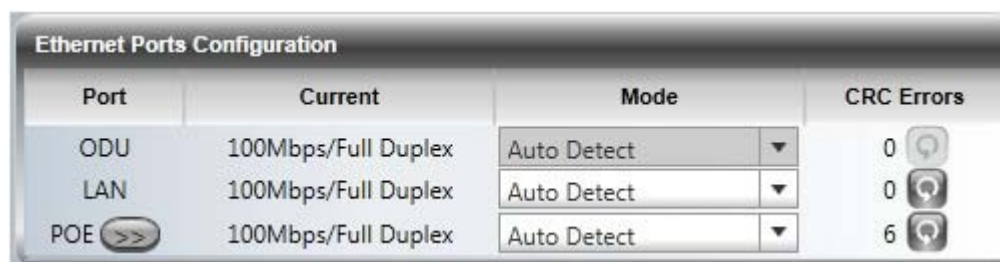 Ethernet Ports Configuration
Port Current Mode CRC Errors
ODU 100Mbps/Full Duplex Auto Detect 0
LAN 100Mbps/Full Duplex Auto Detect 0
POE >> 100Mbps/Full Duplex Auto Detect 6